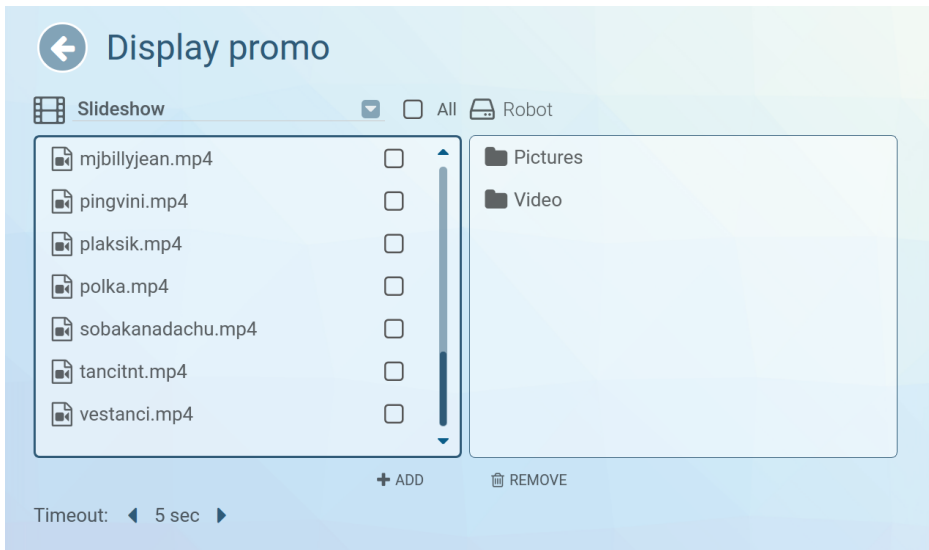 Display promo
Slideshow
All
Robot
mjbillyjean.mp4
pingvini.mp4
plaksik.mp4
polka.mp4
sobakanadachu.mp4
tancitnt.mp4
vestanci.mp4
Pictures
Video
ADD
REMOVE
Timeout: 5 sec